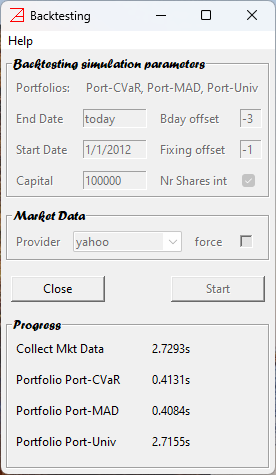 Backtesting
Help
Backtesting simulation parameters
Portfolios: Port-CVaR, Port-MAD, Port-Univ
End Date today Bday offset -3
Start Date 1/1/2012 Fixing offset -1
Capital 100000 Nr Shares int
Market Data
Provider yahoo force
Close Start
Progress
Collect Mkt Data 2.7293s
Portfolio Port-CVaR 0.4131s
Portfolio Port-MAD 0.4084s
Portfolio Port-Univ 2.7155s